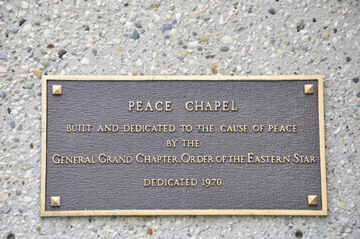 PEACE CHAPEL
BUILT AND DEDICATED TO THE CAUSE OF PEACE
BY THE
GENERAL GRAND CHAPTER, ORDER OF THE EASTERN STAR
DEDICATED 1970